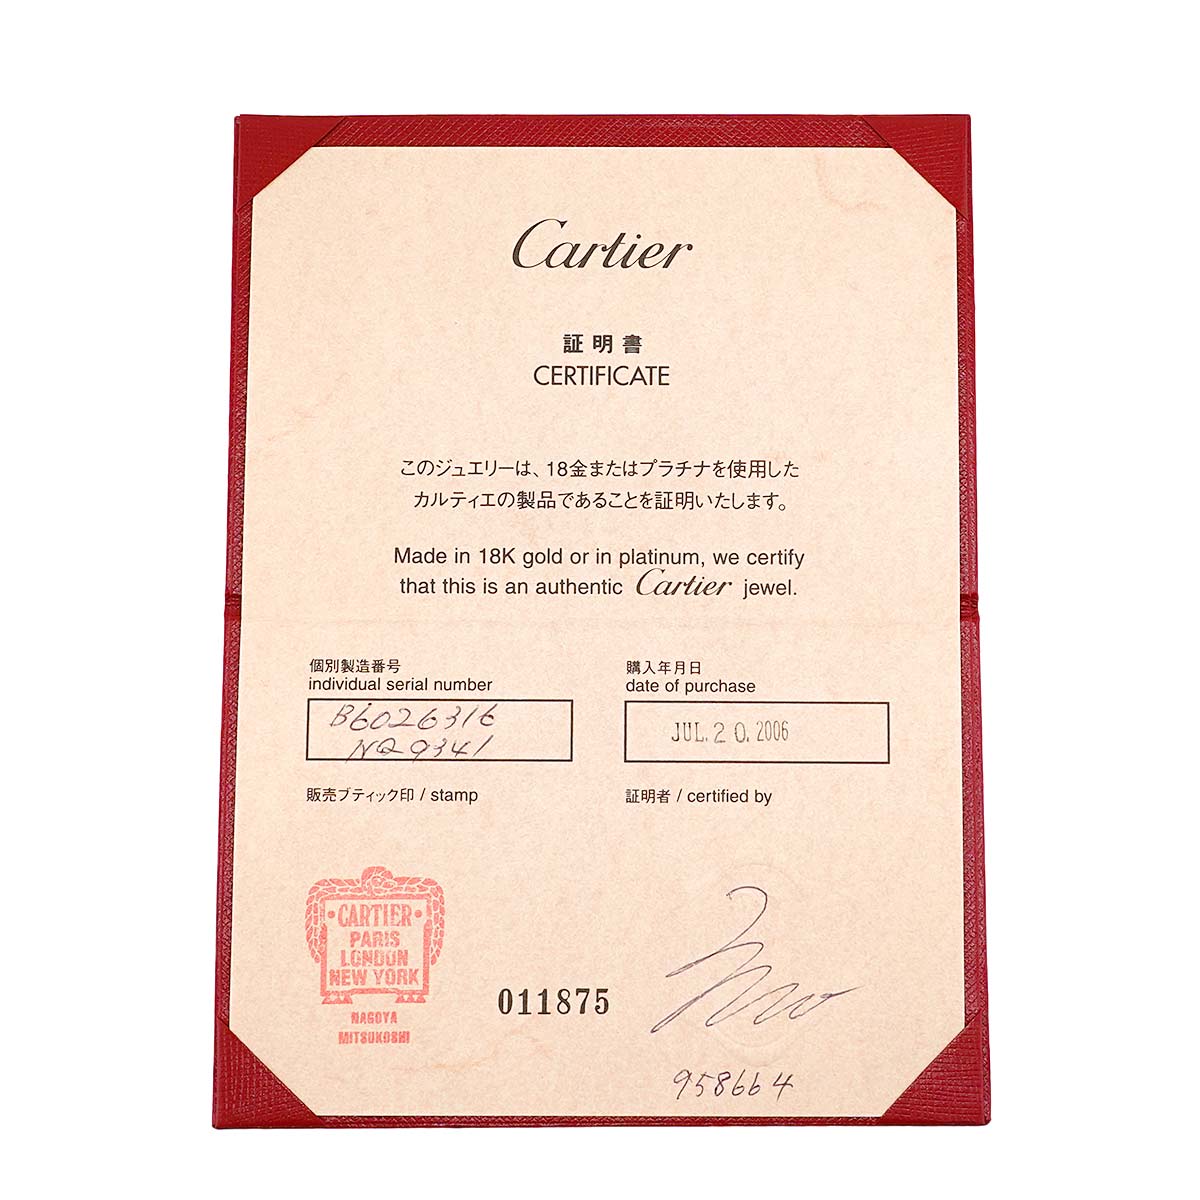 Cartier
証明書
CERTIFICATE
このジュエリーは、18金またはプラチナを使用した
カルティエの製品であることを証明いたします。
Made in 18K gold or in platinum, we certify
that this is an authentic Cartier jewel.
個別製造番号
individual serial number
B6026316
NQ9341
購入年月日
date of purchase
JUL. 20. 2006
販売ブティック印 / stamp
証明者 / certified by
·CARTIER·
PARIS
LONDON
NEW YORK
NAGOYA
MITSUKOSHI
011875
958664